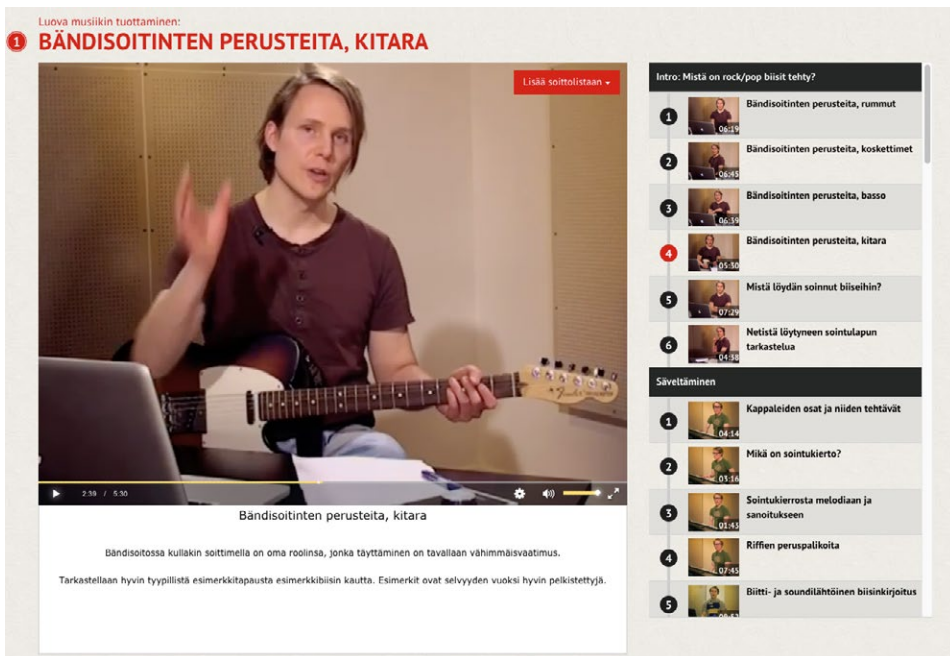 Luova musiikin tuottaminen:
1 BÄNDISOITINTEN PERUSTEITA, KITARA
Lisää soittolistaan
2:39 / 5:30
Bändisoitinten perusteita, kitara
Bändisoitossa kullakin soittimella on oma roolinsa, jonka täyttäminen on tavallaan vähimmäisvaatimus.
Tarkastellaan hyvin tyypillistä esimerkkitapausta esimerkkibiisin kautta. Esimerkit ovat selvyyden vuoksi hyvin pelkistettyjä.
Intro: Mistä on rock/pop biisit tehty?
1 06:19 Bändisoitinten perusteita, rummut
2 06:45 Bändisoitinten perusteita, koskettimet
3 06:39 Bändisoitinten perusteita, basso
4 05:30 Bändisoitinten perusteita, kitara
5 07:29 Mistä löydän soinnut biiseihin?
6 04:38 Netistä löytyneen sointulapun
tarkastelua
Säveltäminen
1 04:14 Kappaleiden osat ja niiden tehtävät
2 03:16 Mikä on sointukierto?
3 01:45 Sointukierrosta melodiaan ja
sanoitukseen
4 07:45 Riffien peruspalikoita
5 Biitti- ja soundilähtöinen biisinkirjoitus